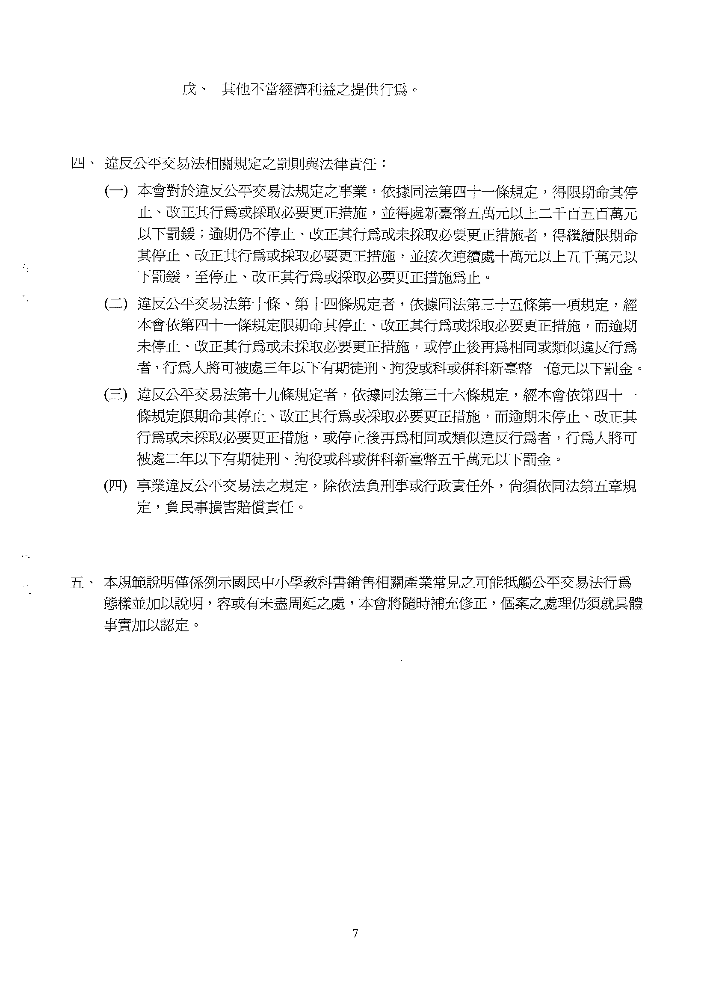 戊、 其他不當經濟利益之提供行為。
四、 違反公平交易法相關規定之罰則與法律責任：
(一) 本會對於違反公平交易法規定之事業，依據同法第四十一條規定，得限期命其停
止、改正其行為或採取必要更正措施，並得處新臺幣五萬元以上二千百五百萬元
以下罰鍰；逾期仍不停止、改正其行為或未採取必要更正措施者，得繼續限期命
其停止、改正其行為或採取必要更正措施，並按次連續處十萬元以上五千萬元以
下罰鍰，至停止、改正其行為或採取必要更正措施為止。
(二) 違反公平交易法第十條、第十四條規定者，依據同法第三十五條第一項規定，經
本會依第四十一條規定限期命其停止、改正其行為或採取必要更正措施，而逾期
未停止、改正其行為或未採取必要更正措施，或停止後再為相同或類似違反行為
者，行為人將可被處三年以下有期徒刑、拘役或科或併科新臺幣一億元以下罰金。
(三) 違反公平交易法第十九條規定者，依據同法第三十六條規定，經本會依第四十一
條規定限期命其停止、改正其行為或採取必要更正措施，而逾期未停止、改正其
行為或未採取必要更正措施，或停止後再為相同或類似違反行為者，行為人將可
被處二年以下有期徒刑、拘役或科或併科新臺幣五千萬元以下罰金。
(四) 事業違反公平交易法之規定，除依法負刑事或行政責任外，尚須依同法第五章規
定，負民事損害賠償責任。
五、 本規範說明僅係例示國民中小學教科書銷售相關產業常見之可能牴觸公平交易法行為
態樣並加以說明，容或有未盡周延之處，本會將隨時補充修正，個案之處理仍須就具體
事實加以認定。
7